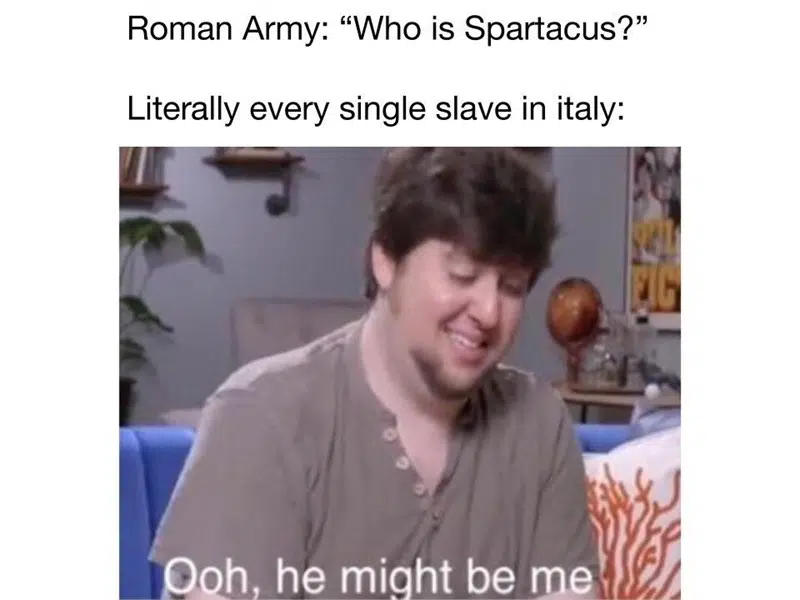 Roman Army: “Who is Spartacus?”
Literally every single slave in italy:
Ooh, he might be me